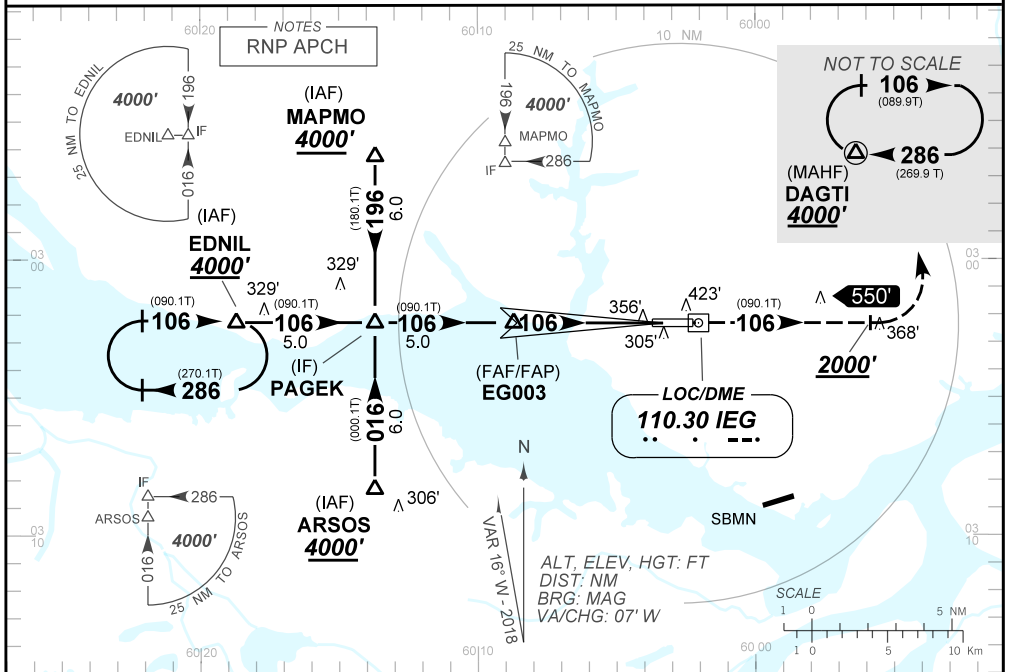 60/20
60/10
60/00
NOTES
RNP APCH
10 NM
25 NM TO EDNIL
4000'
196
EDNIL
IF
016
25 NM TO MAPMO
196
4000'
MAPMO
IF
286
NOT TO SCALE
106
(089.9T)
286
(269.9 T)
(MAHF)
DAGTI
4000'
(IAF)
MAPMO
4000'
(180.1T)
196
6.0
(IAF)
EDNIL
4000'
03
00
03
00
329'
329'
(090.1T)
106
(090.1T)
106
5.0
(090.1T)
106
5.0
106
356'
305'
423'
(090.1T)
106
550'
368'
2000'
(270.1T)
286
(IF)
PAGEK
(FAF/FAP)
EG003
LOC/DME
110.30 IEG
(000.1T)
016
6.0
(IAF)
ARSOS
4000'
306'
N
VAR 16° W - 2018
IF
286
ARSOS
4000'
016
25 NM TO ARSOS
SBMN
03
10
03
10
ALT, ELEV, HGT: FT
DIST: NM
BRG: MAG
VA/CHG: 07' W
SCALE
1 0 5 NM
1 0 5 10 Km
60/20
60/10
60 00